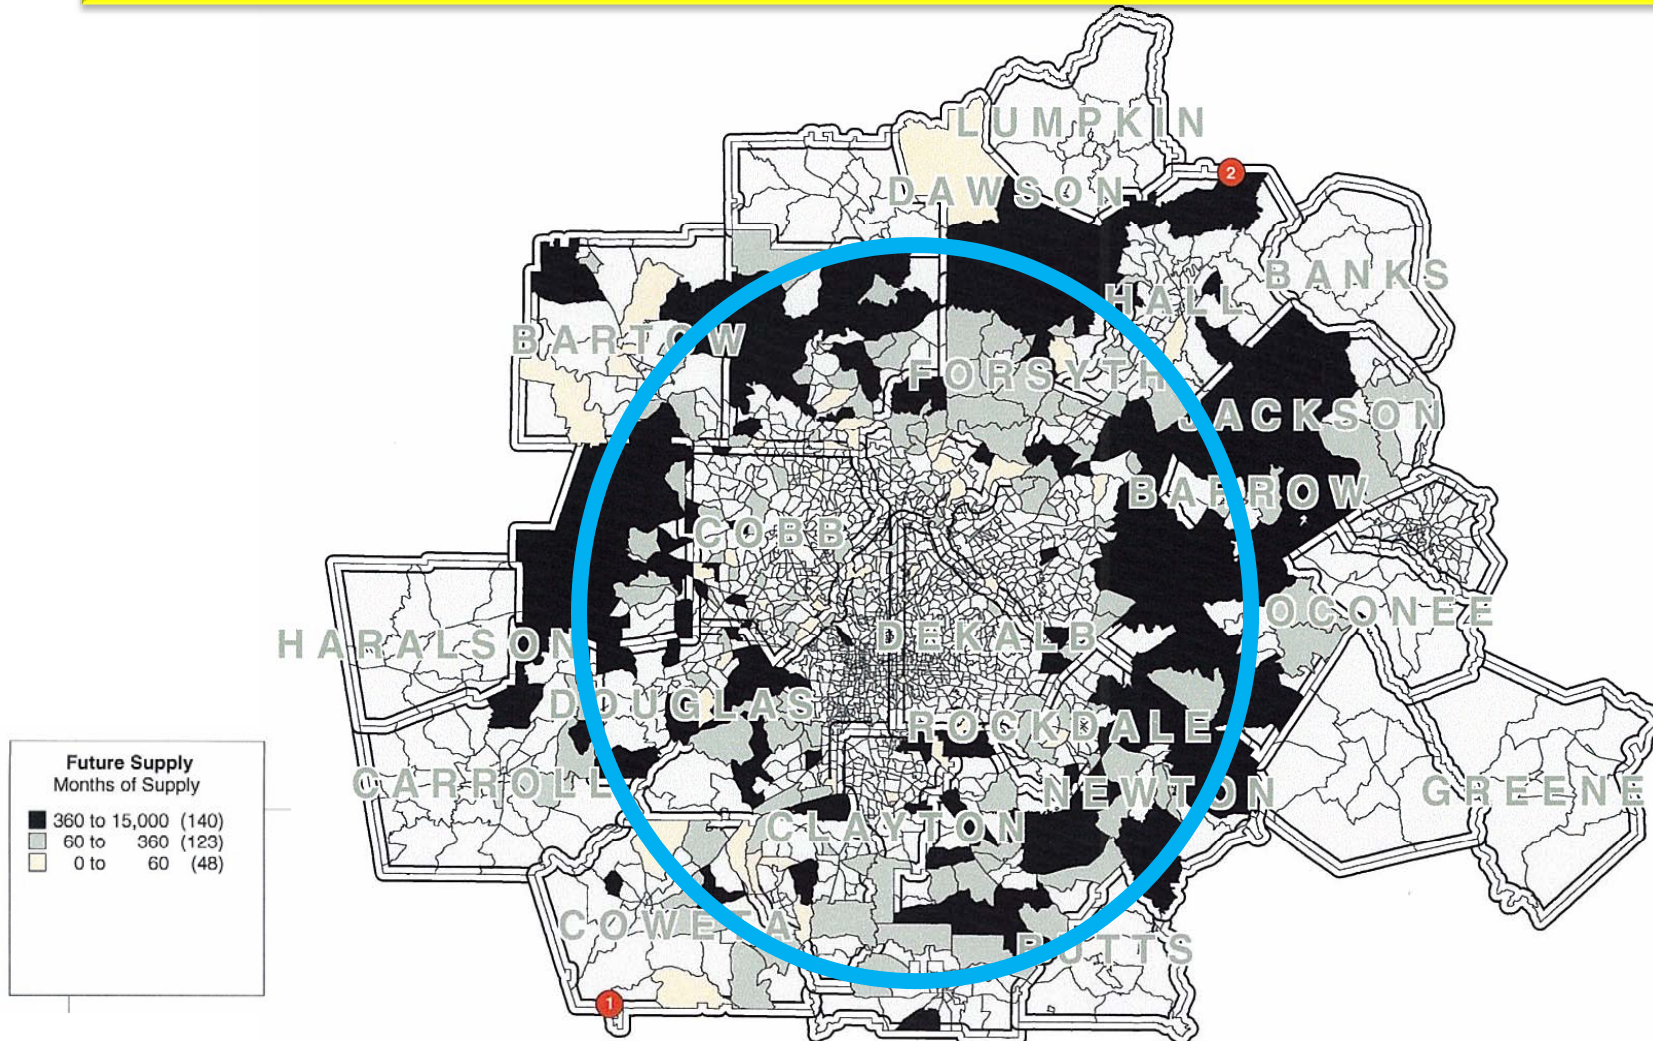 LUMPKIN
2
DAWSON
BANKS
HALL
BARTOW
FORSYTH
JACKSON
BARROW
COBB
OCONEE
DEKALB
HARALSON
DOUGLAS
ROCKDALE
CARROLL
NEWTON
GREENE
CLAYTON
COWETA
BUTTS
1
Future Supply
Months of Supply
360 to 15,000 (140)
60 to 360 (123)
0 to 60 (48)